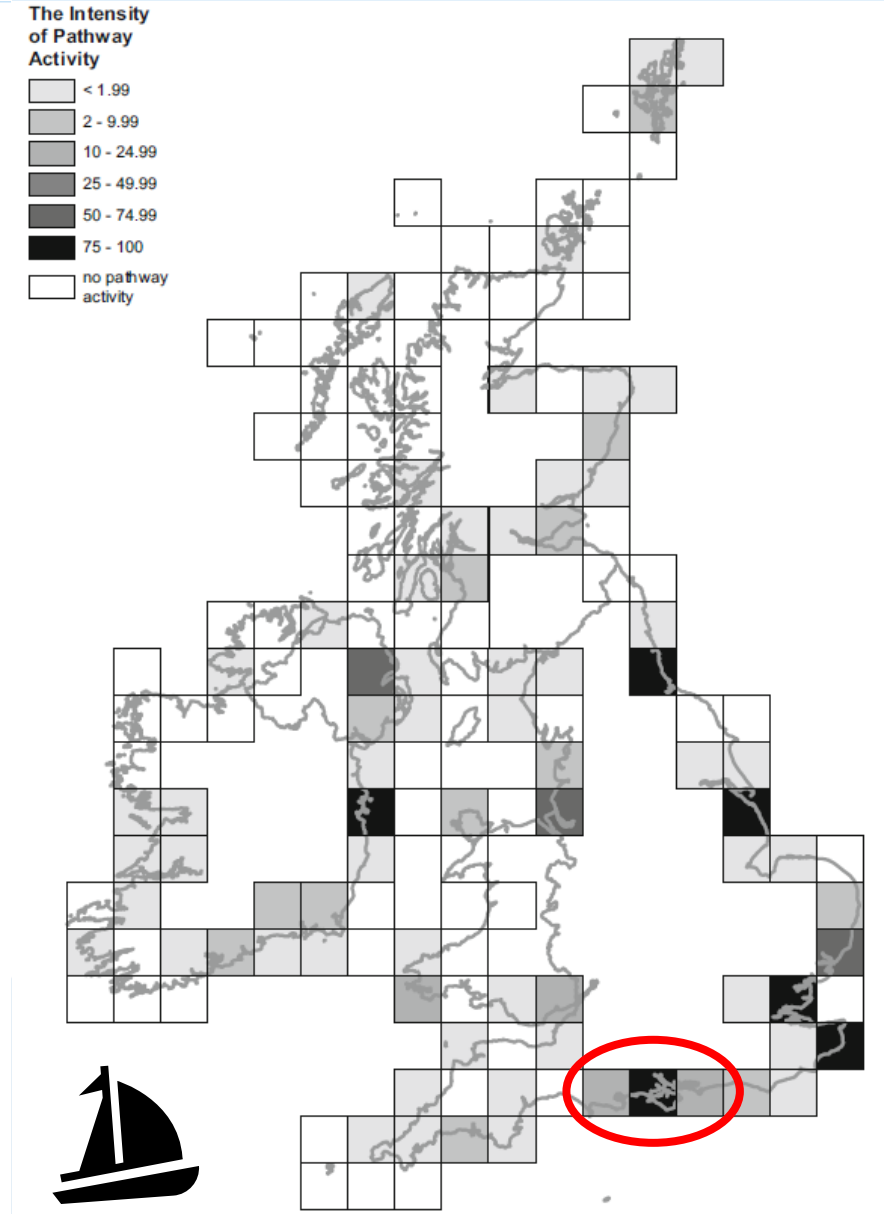 The Intensity
of Pathway
Activity
< 1.99
2 - 9.99
10 - 24.99
25 - 49.99
50 - 74.99
75 - 100
no pathway
activity